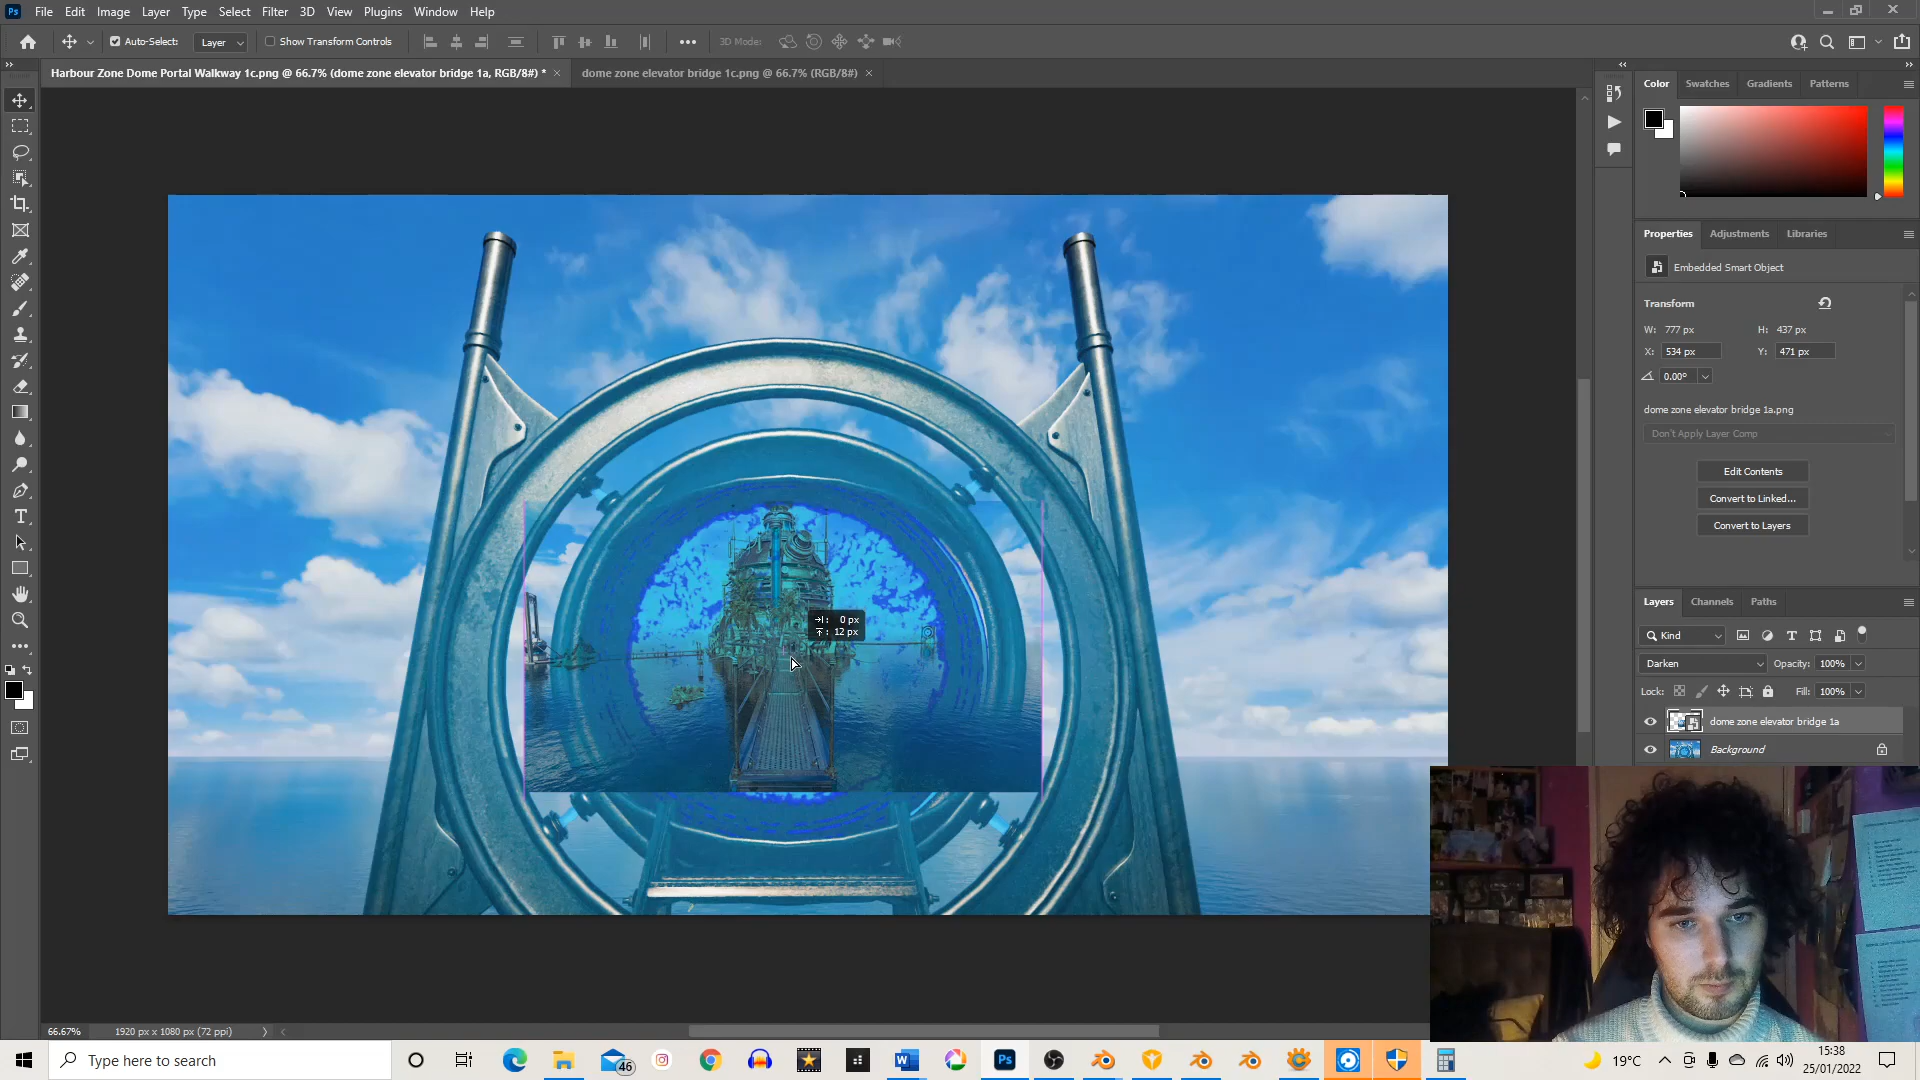 Ps File Edit Image Layer Type Select Filter 3D View Plugins Window Help
Auto-Select: Layer Show Transform Controls 3D Mode:
Harbour Zone Dome Portal Walkway 1c.png @ 66.7% (dome zone elevator bridge 1a, RGB/8#) * dome zone elevator bridge 1c.png @ 66.7% (RGB/8#)
Color Swatches Gradients Patterns
Properties Adjustments Libraries
Embedded Smart Object
Transform
W: 777 px H: 437 px
X: 534 px Y: 471 px
0.00°
dome zone elevator bridge 1a.png
Don't Apply Layer Comp
Edit Contents
Convert to Linked...
Convert to Layers
0 px
12 px
Layers Channels Paths
Kind
Darken Opacity: 100%
Lock: Fill: 100%
dome zone elevator bridge 1a
Background
66.67% 1920 px x 1080 px (72 ppi)
Type here to search
46
W
Ps
19°C
15:38
25/01/2022